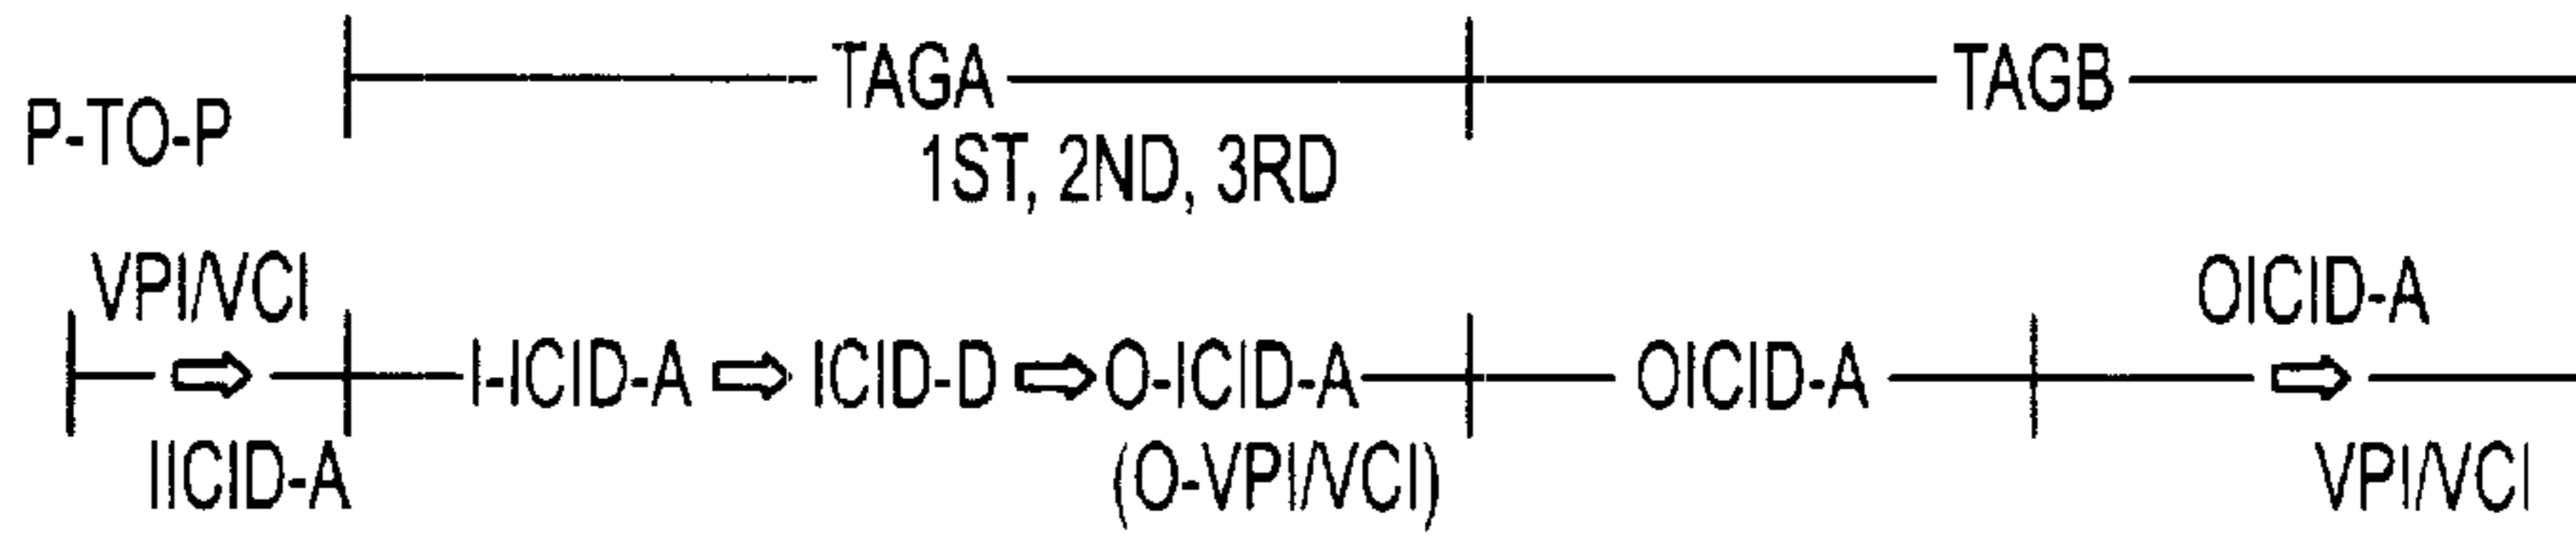 TAGA TAGB
P-TO-P
1ST, 2ND, 3RD
VPI/VCI OICID-A
I-ICID-A ⇨ ICID-D ⇨ O-ICID-A OICID-A ⇨
IICID-A (O-VPI/VCI) VPI/VCI